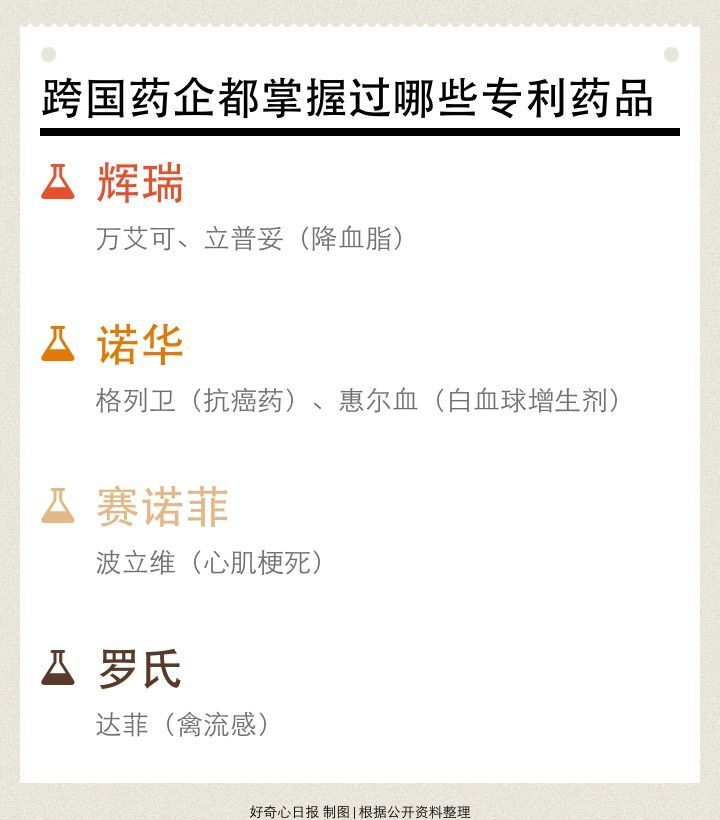 跨国药企都掌握过哪些专利药品
辉瑞
万艾可、立普妥（降血脂）
诺华
格列卫（抗癌药）、惠尔血（白血球增生剂）
赛诺菲
波立维（心肌梗死）
罗氏
达菲（禽流感）
好奇心日报 制图|根据公开资料整理